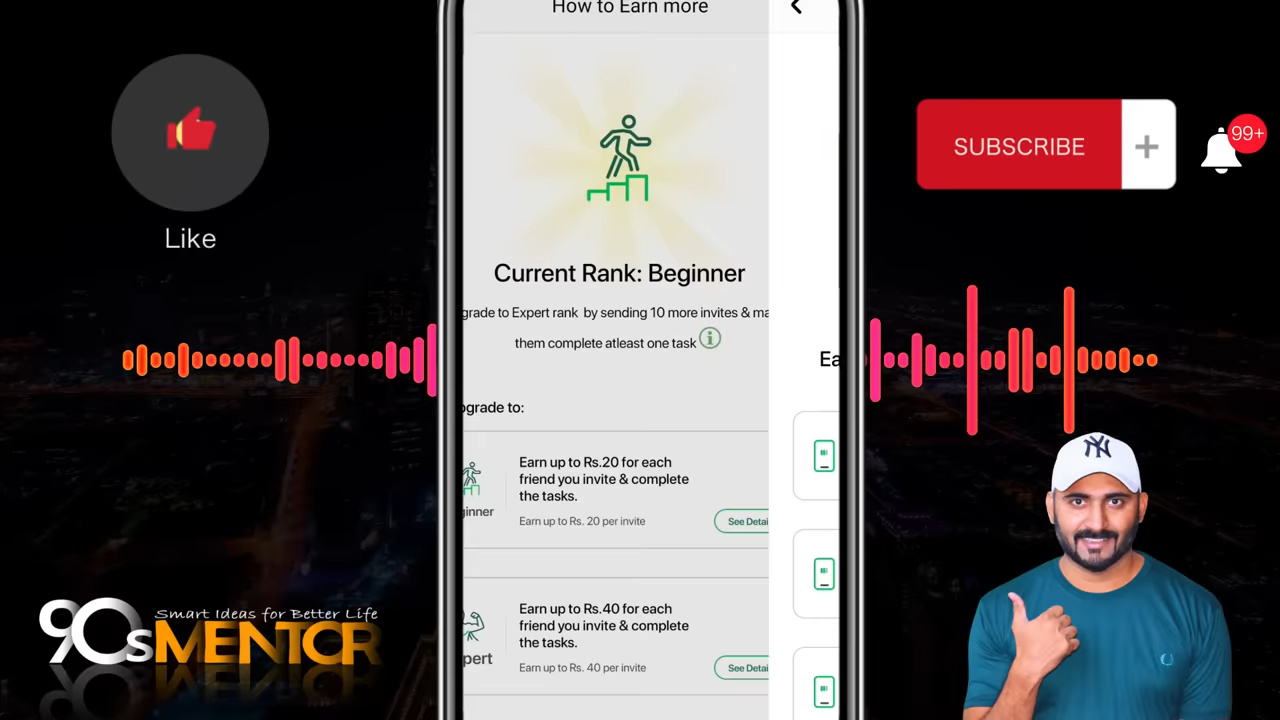 How to Earn more
Like
SUBSCRIBE
99+
Current Rank: Beginner
grade to Expert rank by sending 10 more invites & ma
them complete atleast one task
Ea
ograde to:
Earn up to Rs.20 for each
friend you invite & complete
the tasks.
Earn up to Rs. 20 per invite
ginner
See Detai
Earn up to Rs.40 for each
friend you invite & complete
the tasks.
Earn up to Rs. 40 per invite
pert
See Detai
90s MENTOR
Smart Ideas for Better Life
NY